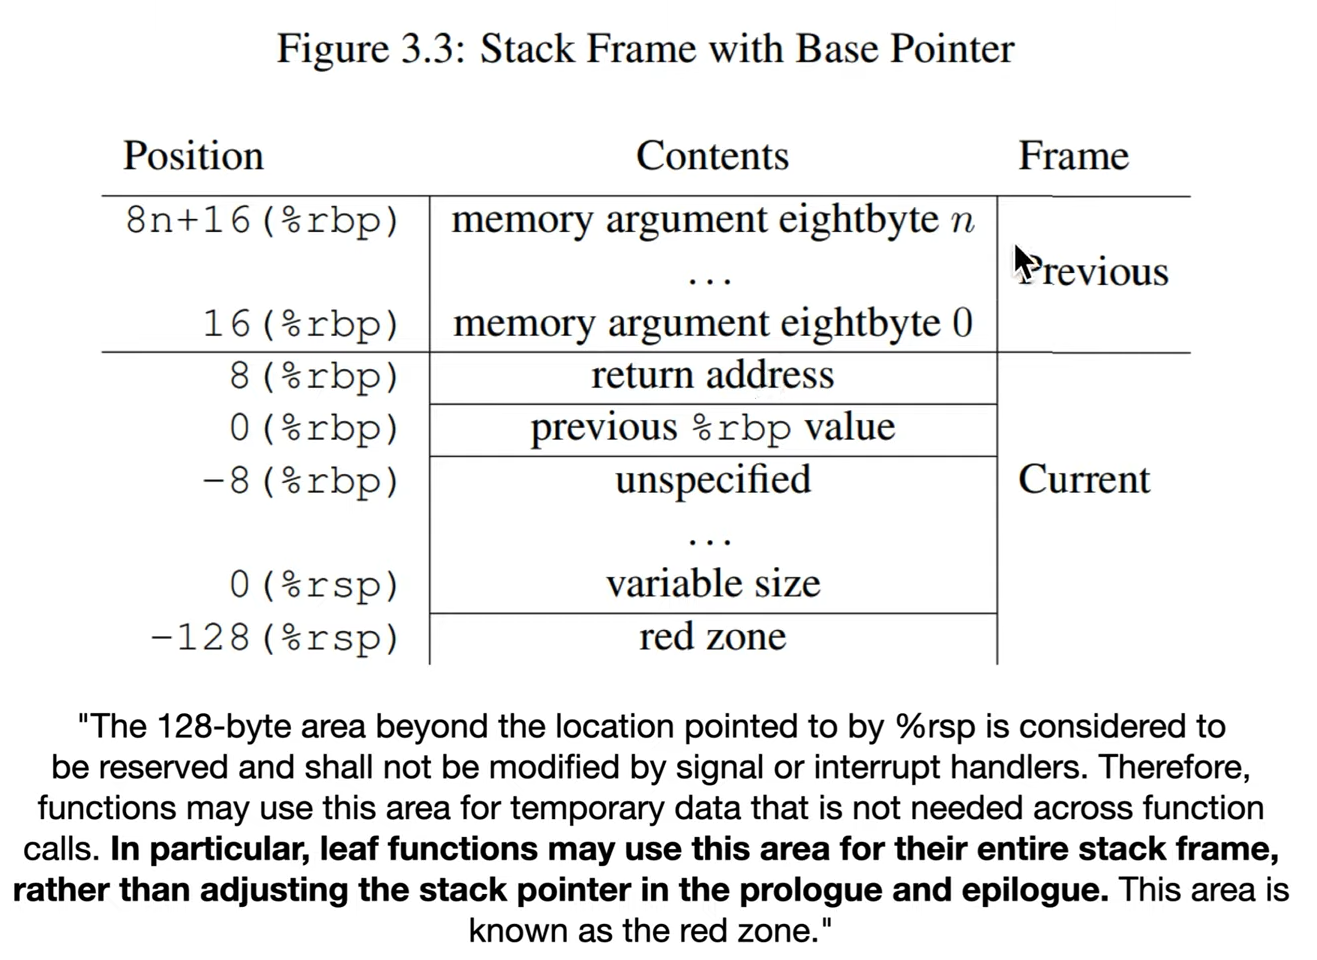 Figure 3.3: Stack Frame with Base Pointer
Position Contents Frame
8n+16(%rbp) memory argument eightbyte n
... Previous
16(%rbp) memory argument eightbyte 0
8(%rbp) return address
0(%rbp) previous %rbp value
-8(%rbp) unspecified Current
...
0(%rsp) variable size
-128(%rsp) red zone
"The 128-byte area beyond the location pointed to by %rsp is considered to
be reserved and shall not be modified by signal or interrupt handlers. Therefore,
functions may use this area for temporary data that is not needed across function
calls. In particular, leaf functions may use this area for their entire stack frame,
rather than adjusting the stack pointer in the prologue and epilogue. This area is
known as the red zone."